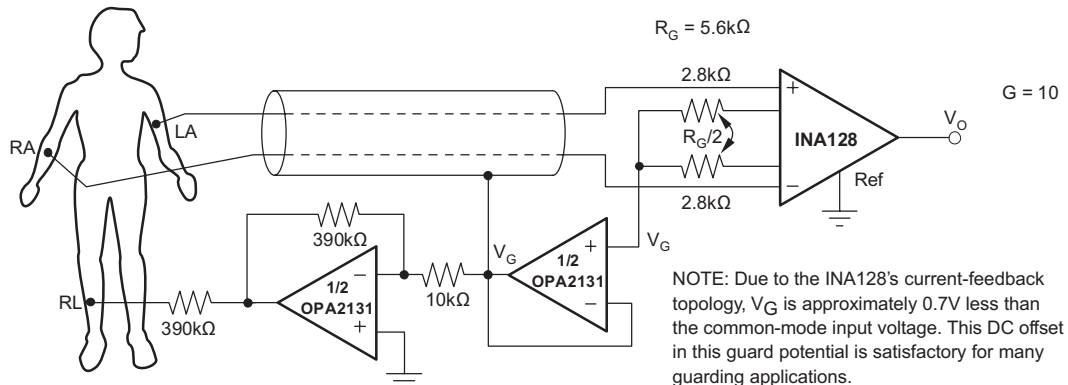 R_G = 5.6kΩ
2.8kΩ
G = 10
LA
RA
R_G/2
INA128
V_O
Ref
2.8kΩ
390kΩ
V_G
V_G
1/2
OPA2131
10kΩ
1/2
OPA2131
RL
390kΩ
+
−
+
−
−
+
NOTE: Due to the INA128's current-feedback
topology, V_G is approximately 0.7V less than
the common-mode input voltage. This DC offset
in this guard potential is satisfactory for many
guarding applications.